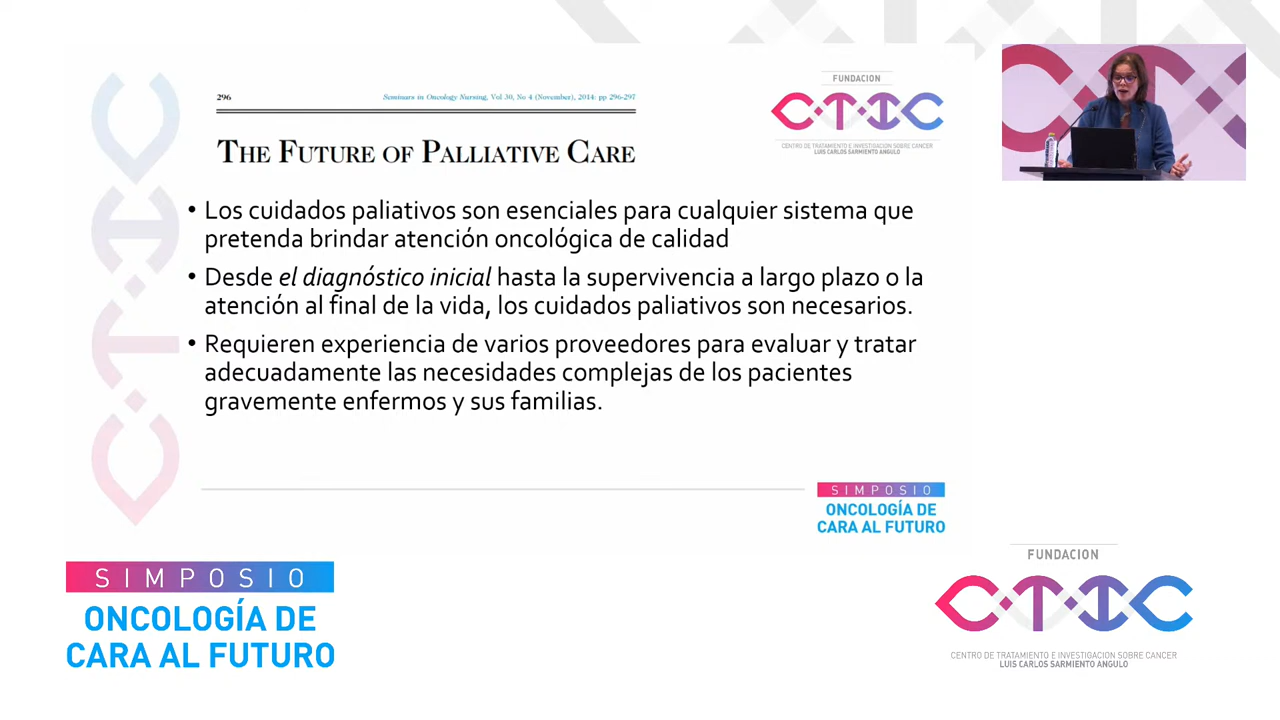 FUNDACION
CTIC
CENTRO DE TRATAMIENTO E INVESTIGACION SOBRE CANCER
LUIS CARLOS SARMIENTO ANGULO
296
Seminars in Oncology Nursing, Vol 30, No 4 (November), 2014: pp 296-297
THE FUTURE OF PALLIATIVE CARE
• Los cuidados paliativos son esenciales para cualquier sistema que
pretenda brindar atención oncológica de calidad
• Desde el diagnóstico inicial hasta la supervivencia a largo plazo o la
atención al final de la vida, los cuidados paliativos son necesarios.
• Requieren experiencia de varios proveedores para evaluar y tratar
adecuadamente las necesidades complejas de los pacientes
gravemente enfermos y sus familias.
CTIC
SIMPOSIO
ONCOLOGÍA DE
CARA AL FUTURO
SIMPOSIO
ONCOLOGÍA DE
CARA AL FUTURO
FUNDACION
CTIC
CENTRO DE TRATAMIENTO E INVESTIGACION SOBRE CANCER
LUIS CARLOS SARMIENTO ANGULO